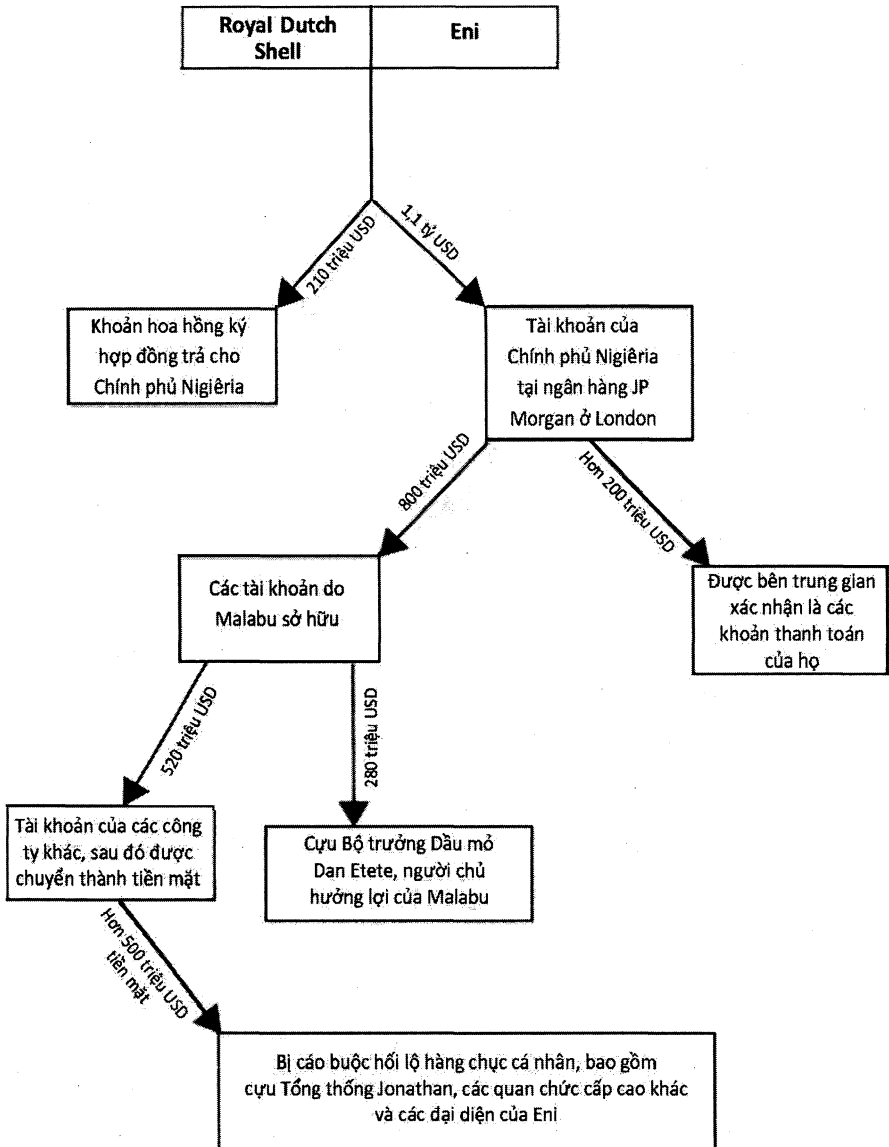 Royal Dutch
Shell
Eni
210 triệu USD
1,1 tỷ USD
Khoản hoa hồng ký
hợp đồng trả cho
Chính phủ Nigiêria
Tài khoản của
Chính phủ Nigiêria
tại ngân hàng JP
Morgan ở London
800 triệu USD
Hơn 200 triệu USD
Các tài khoản do
Malabu sở hữu
Được bên trung gian
xác nhận là các
khoản thanh toán
của họ
520 triệu USD
280 triệu USD
Tài khoản của các công
ty khác, sau đó được
chuyển thành tiền mặt
Cựu Bộ trưởng Dầu mỏ
Dan Etete, người chủ
hưởng lợi của Malabu
Hơn 500 triệu USD
tiền mặt
Bị cáo buộc hối lộ hàng chục cá nhân, bao gồm
cựu Tổng thống Jonathan, các quan chức cấp cao khác
và các đại diện của Eni